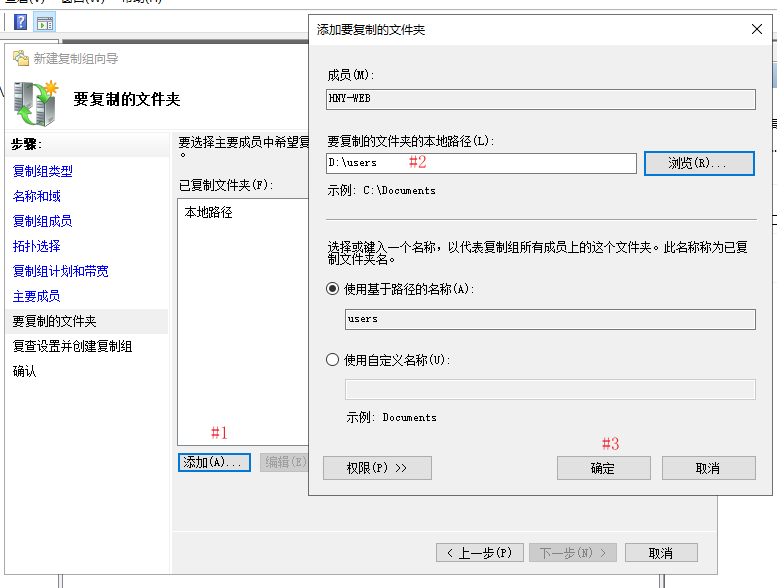 新建复制组向导
要复制的文件夹
步骤:
复制组类型
名称和域
复制组成员
拓扑选择
复制组计划和带宽
主要成员
要复制的文件夹
复查设置并创建复制组
确认
要选择主要成员中希望复
。
已复制文件夹(F):
本地路径
#1
添加(A)...
编辑(E)
< 上一步(P)
下一步(N) >
取消
添加要复制的文件夹
成员(M):
HNY-WEB
要复制的文件夹的本地路径(L):
D:\users
#2
浏览(R)...
示例: C:\Documents
选择或键入一个名称，以代表复制组所有成员上的这个文件夹。此名称称为已复
制文件夹名。
使用基于路径的名称(A):
users
使用自定义名称(U):
示例: Documents
#3
权限(P) >>
确定
取消